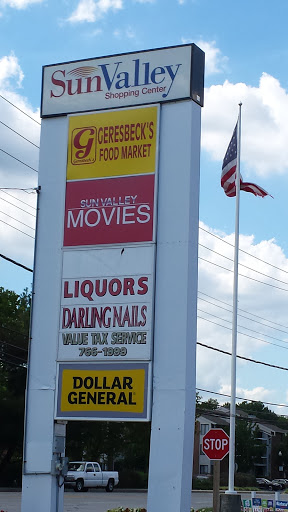 SunValley
Shopping Center
GERESBECK'S
FOOD MARKET
SUN VALLEY
MOVIES
LIQUORS
DARLING NAILS
VALUE TAX SERVICE
766-1989
DOLLAR
GENERAL
STOP